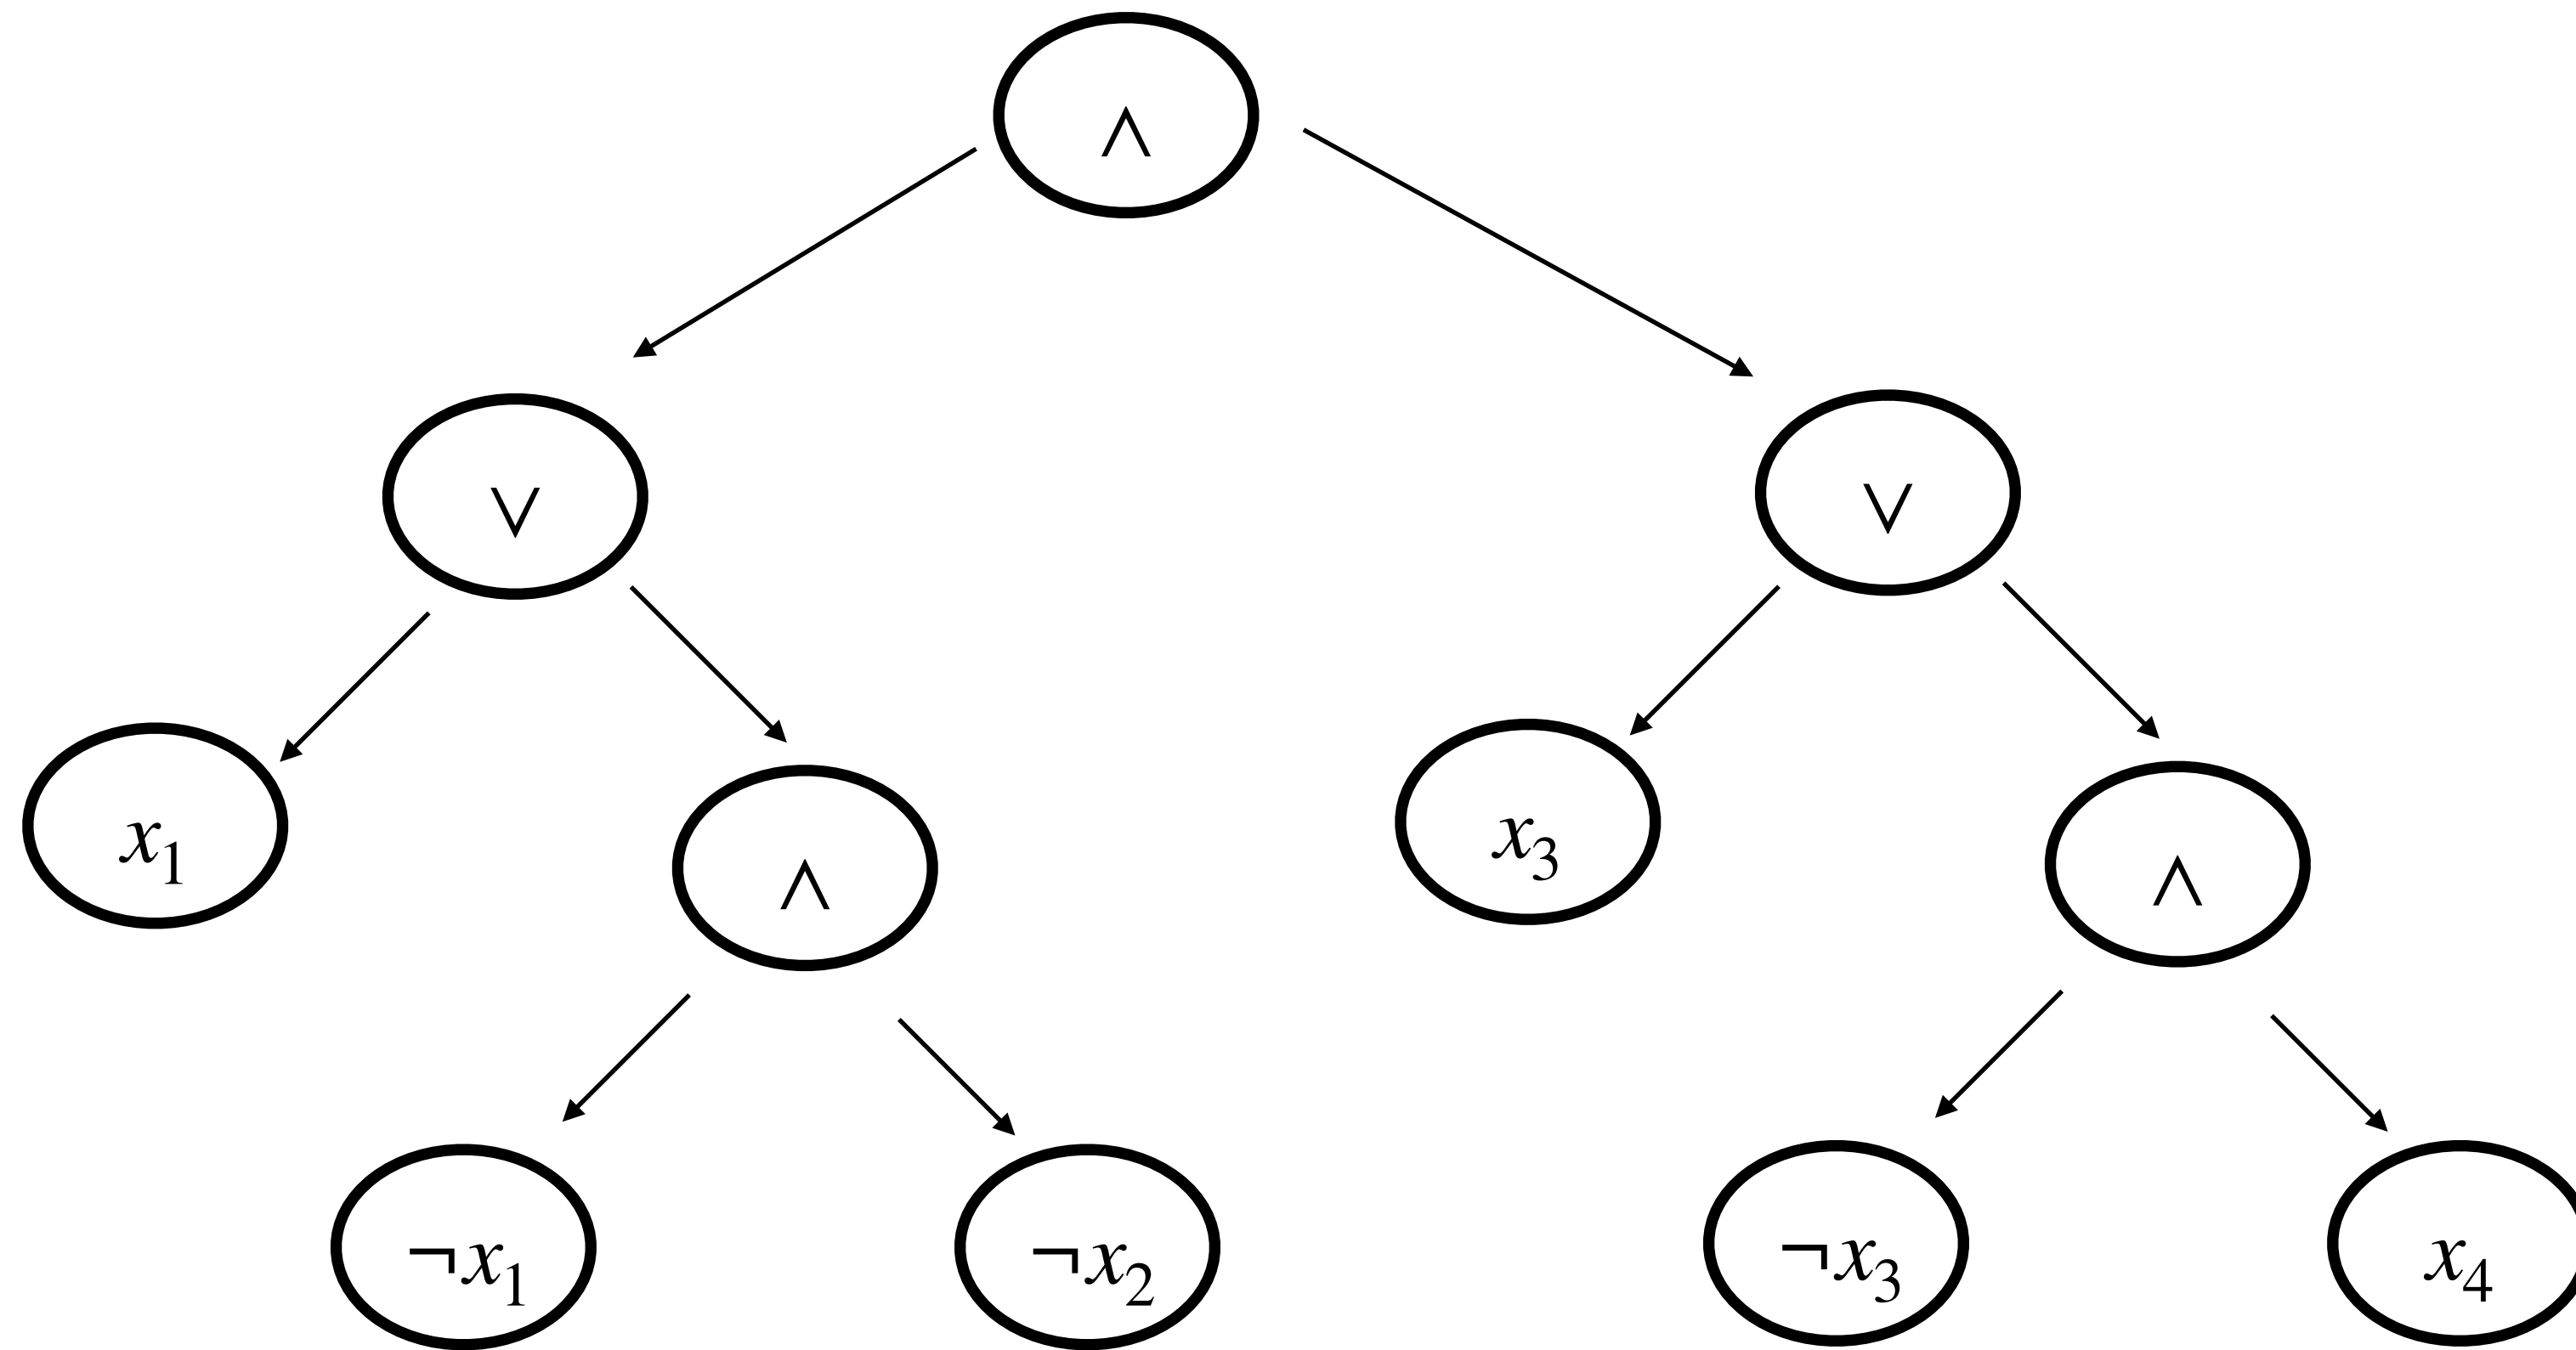 ∧
∨
∨
x₁
∧
x₃
∧
¬x₁
¬x₂
¬x₃
x₄